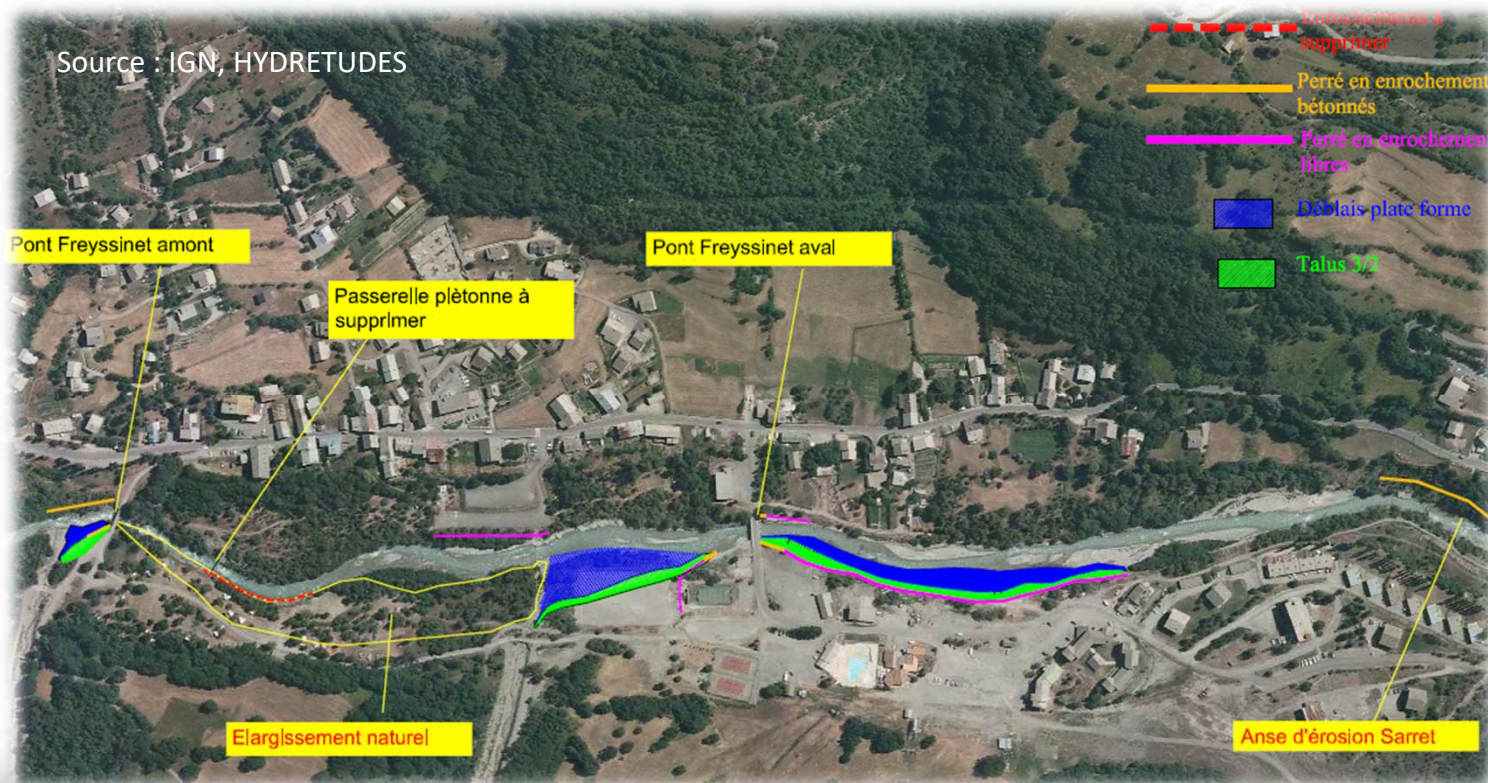 Source : IGN, HYDRETUDES
Enrochements à
supprimer
Perré en enrochement
bétonnés
Perré en enrochemen
libres
Déblais plate forme
Talus 3/2
Pont Freyssinet amont
Pont Freyssinet aval
Passerelle piètonne à
supprimer
Elargissement naturel
Anse d'érosion Sarret